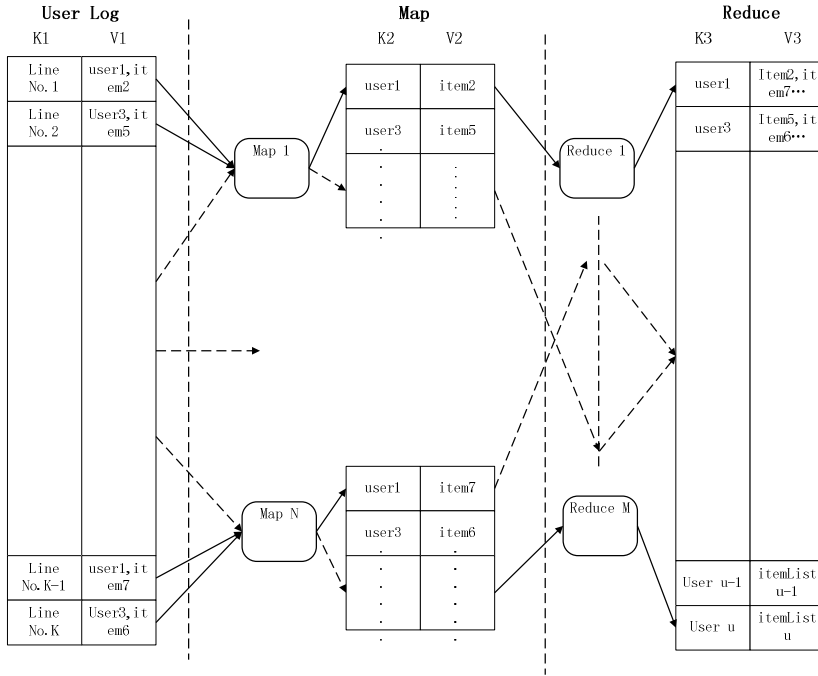 User Log
Map
Reduce
K1 V1
K2 V2
K3 V3
Line
No.1
user1,it
em2
Line
No.2
User3,it
em5
Line
No.K-1
user1,it
em7
Line
No.K
User3,it
em6
Map 1
Map N
user1 item2
user3 item5
user1 item7
user3 item6
Reduce 1
Reduce M
user1
Item2,it
em7…
user3
Item5,it
em6…
User u-1
itemList
u-1
User u
itemList
u